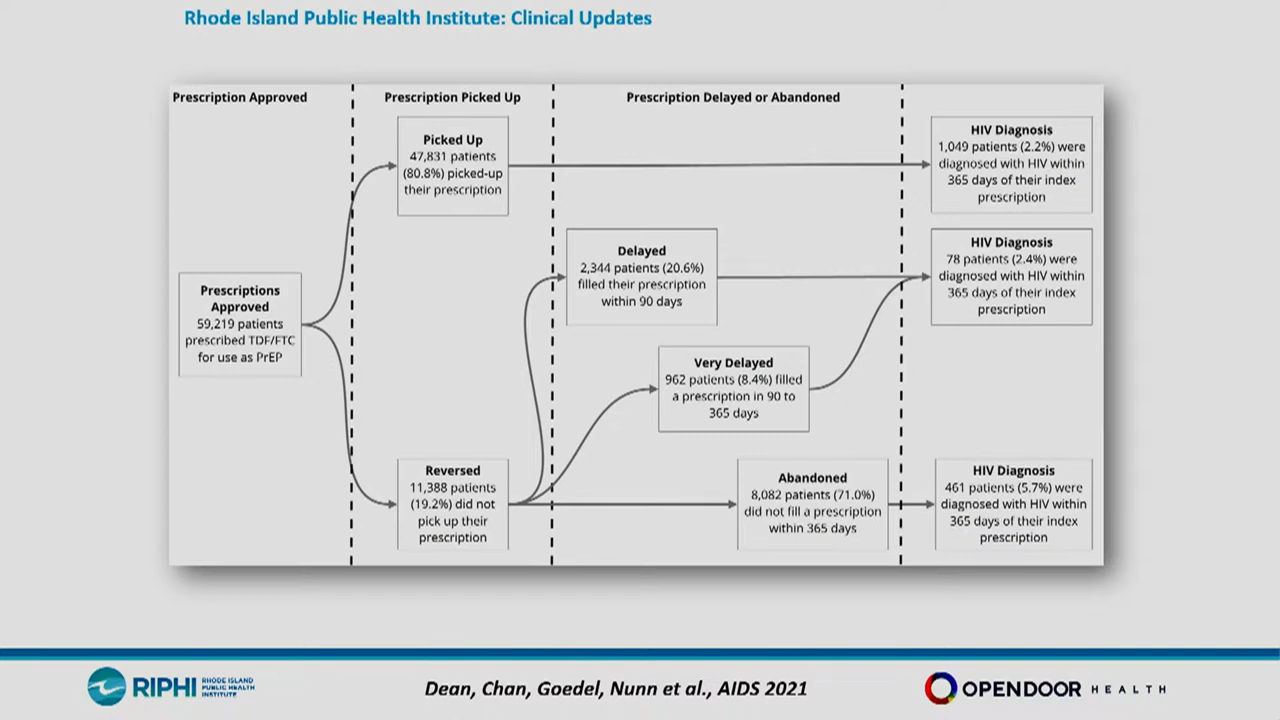 Rhode Island Public Health Institute: Clinical Updates
Prescription Approved
Prescription Picked Up
Prescription Delayed or Abandoned
Prescriptions
Approved
59,219 patients
prescribed TDF/FTC
for use as PrEP
Picked Up
47,831 patients
(80.8%) picked-up
their prescription
Reversed
11,388 patients
(19.2%) did not
pick up their
prescription
Delayed
2,344 patients (20.6%)
filled their prescription
within 90 days
Very Delayed
962 patients (8.4%) filled
a prescription in 90 to
365 days
Abandoned
8,082 patients (71.0%)
did not fill a prescription
within 365 days
HIV Diagnosis
1,049 patients (2.2%) were
diagnosed with HIV within
365 days of their index
prescription
HIV Diagnosis
78 patients (2.4%) were
diagnosed with HIV within
365 days of their index
prescription
HIV Diagnosis
461 patients (5.7%) were
diagnosed with HIV within
365 days of their index
prescription
RIPHI
RHODE ISLAND
PUBLIC HEALTH
INSTITUTE
Dean, Chan, Goedel, Nunn et al., AIDS 2021
OPENDOOR HEALTH